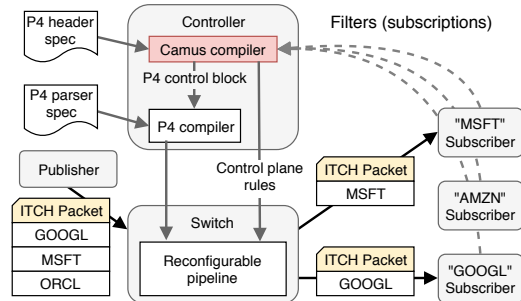 P4 header
spec
Controller
Filters (subscriptions)
Camus compiler
P4 control block
P4 parser
spec
P4 compiler
"MSFT"
Subscriber
Publisher
Control plane
rules
ITCH Packet
MSFT
ITCH Packet
GOOGL
MSFT
ORCL
Switch
Reconfigurable
pipeline
"AMZN"
Subscriber
ITCH Packet
GOOGL
"GOOGL"
Subscriber